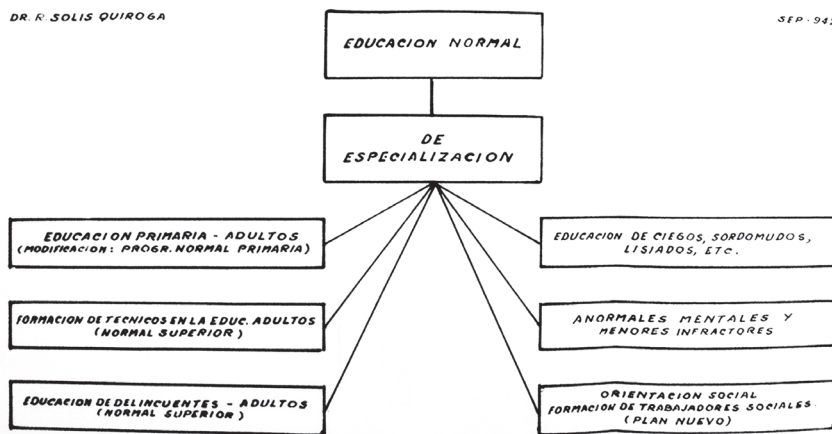 DR. R. SOLIS QUIROGA
SEP-945
EDUCACION NORMAL
DE
ESPECIALIZACION
EDUCACION PRIMARIA - ADULTOS
(MODIFICACION: PROGR. NORMAL PRIMARIA)
FORMACION DE TECNICOS EN LA EDUC. ADULTOS
(NORMAL SUPERIOR)
EDUCACION DE DELINCUENTES - ADULTOS
(NORMAL SUPERIOR)
EDUCACION DE CIEGOS, SORDOMUDOS,
LISIADOS, ETC.
ANORMALES MENTALES Y
MENORES INFRACTORES
ORIENTACION SOCIAL
FORMACION DE TRABAJADORES SOCIALES.
(PLAN NUEVO)